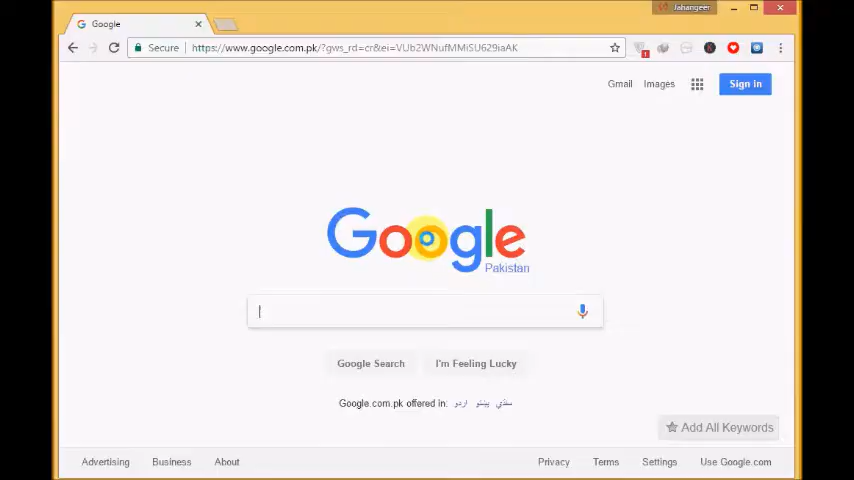 Jahangeer
Google
Secure https://www.google.com.pk/?gws_rd=cr&ei=VUb2WNufMMiSU629iaAK
1
Gmail Images Sign In
Google
Pakistan
Google Search I'm Feeling Lucky
Google.com.pk offered in: اردو پښتو سنڌي
Add All Keywords
Advertising Business About Privacy Terms Settings Use Google.com